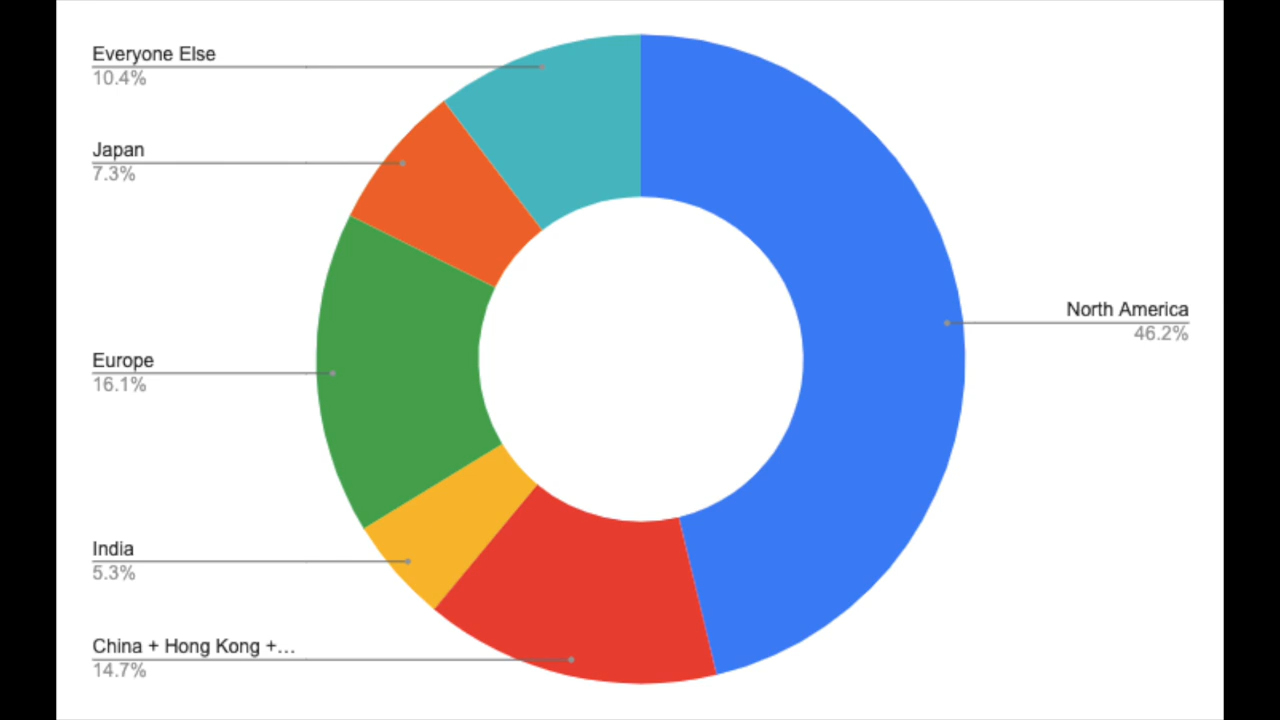 Everyone Else
10.4%
Japan
7.3%
North America
46.2%
Europe
16.1%
India
5.3%
China + Hong Kong +...
14.7%